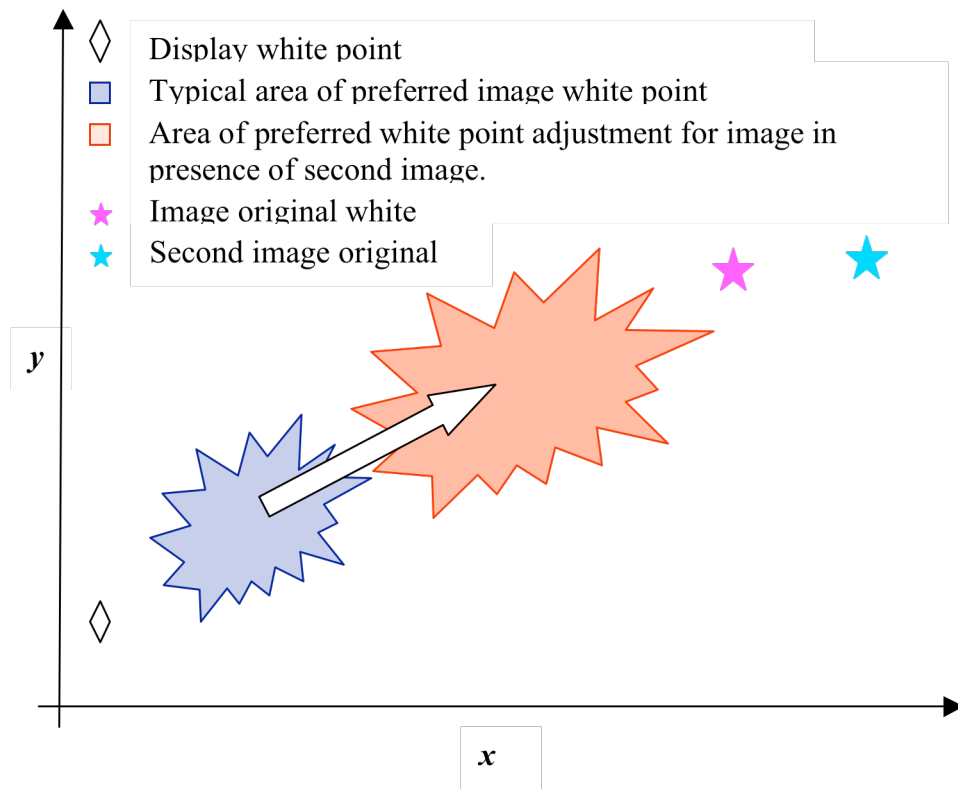 Display white point
Typical area of preferred image white point
Area of preferred white point adjustment for image in
presence of second image.
Image original white
Second image original
y
x